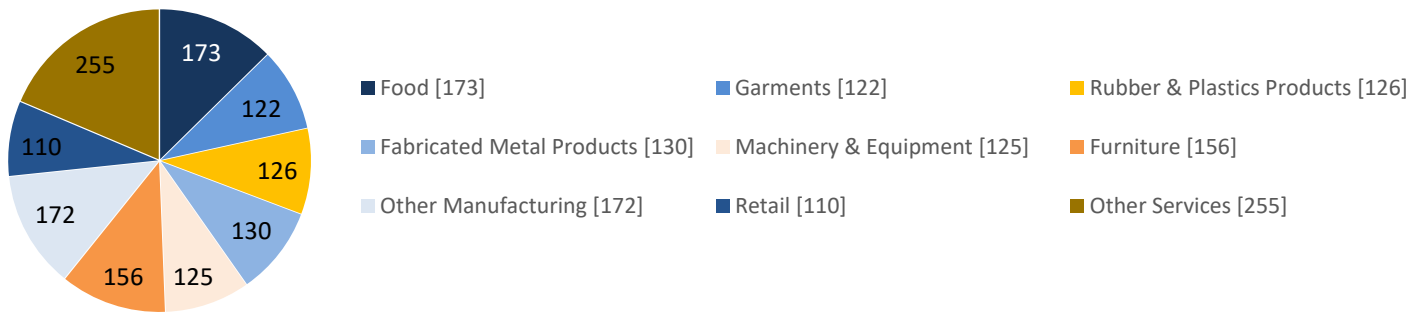 173
122
126
130
125
156
172
110
255
Food [173]
Garments [122]
Rubber & Plastics Products [126]
Fabricated Metal Products [130]
Machinery & Equipment [125]
Furniture [156]
Other Manufacturing [172]
Retail [110]
Other Services [255]